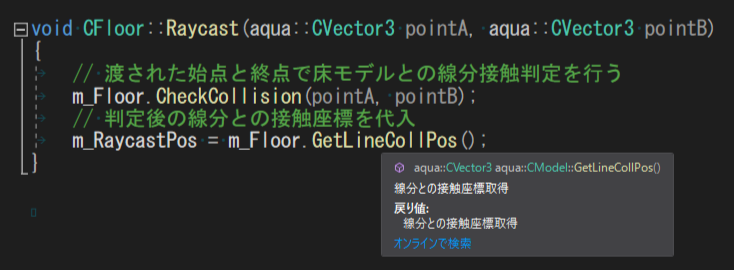 void CFloor::Raycast(aqua::CVector3 pointA, aqua::CVector3 pointB)
{
// 渡された始点と終点で床モデルとの線分接触判定を行う
m_Floor.CheckCollision(pointA, pointB);
// 判定後の線分との接触座標を代入
m_RaycastPos = m_Floor.GetLineCollPos();
}
aqua::CVector3 aqua::CModel::GetLineCollPos()
線分との接触座標取得
戻り値:
線分との接触座標取得
オンラインで検索